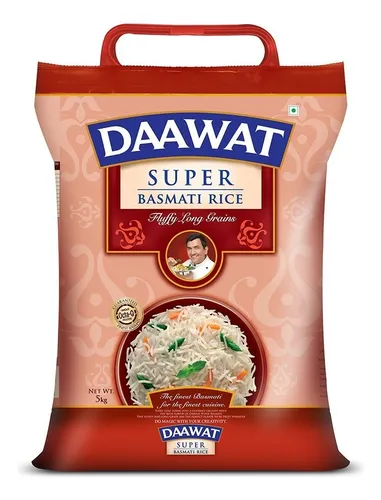 DAAWAT
SUPER
BASMATI RICE
Fluffy Long Grains
NET WT.
5kg
The finest Basmati
for the finest cuisine.
DO MAGIC WITH YOUR CREATIVITY.
DAAWAT
SUPER
BASMATI RICE